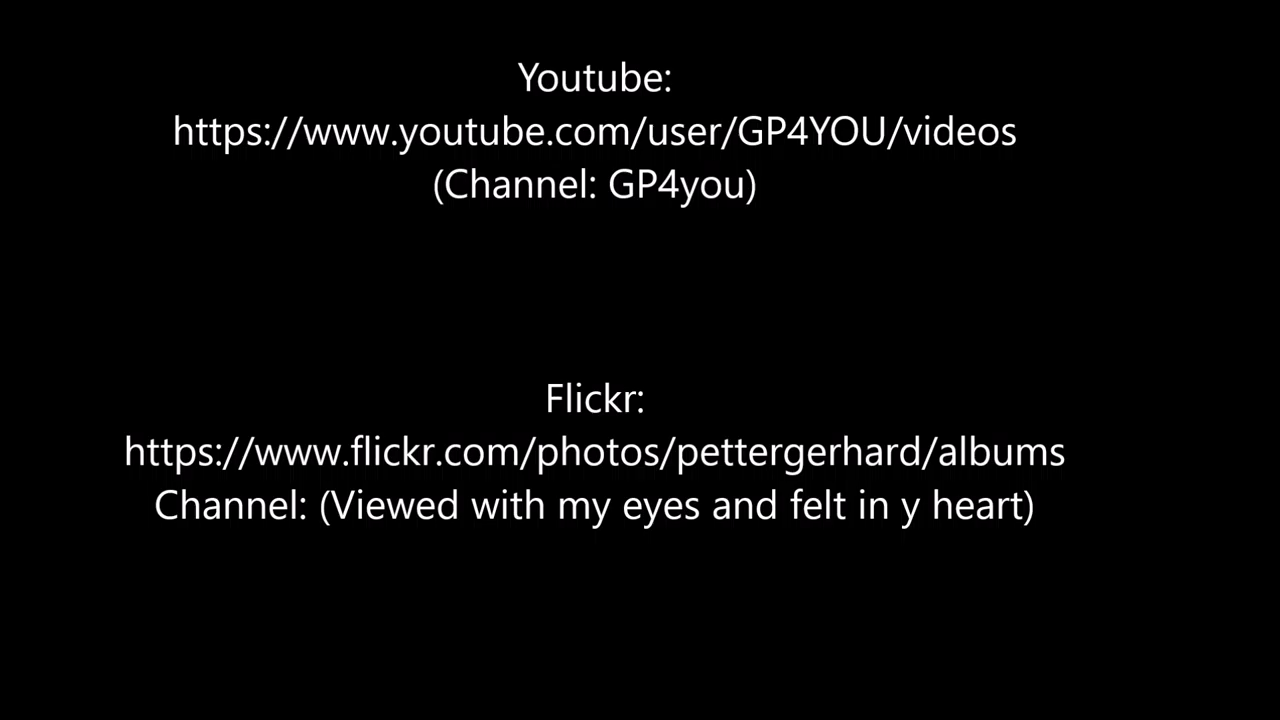 Youtube:
https://www.youtube.com/user/GP4YOU/videos
(Channel: GP4you)
Flickr:
https://www.flickr.com/photos/pettergerhard/albums
Channel: (Viewed with my eyes and felt in y heart)